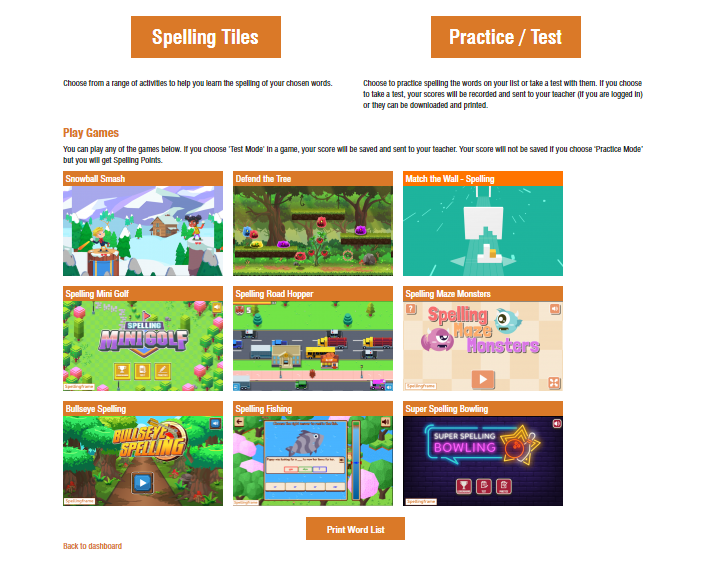 Spelling Tiles
Practice / Test
Choose from a range of activities to help you learn the spelling of your chosen words.
Choose to practice spelling the words on your list or take a test with them. If you choose
to take a test, your scores will be recorded and sent to your teacher (if you are logged in)
or they can be downloaded and printed.
Play Games
You can play any of the games below. If you choose 'Test Mode' in a game, your score will be saved and sent to your teacher. Your score will not be saved if you choose 'Practice Mode'
but you will get Spelling Points.
Snowball Smash
Defend the Tree
Match the Wall - Spelling
Spelling Mini Golf
SPELLING
MINIGOLF
Spellingframe
Spelling Road Hopper
5
Spelling Maze Monsters
?
Spelling
Maze
Monsters
Spellingframe
Bullseye Spelling
BULLSEYE
SPELLING
Spellingframe
Spelling Fishing
Spellingframe
Super Spelling Bowling
SUPER SPELLING
BOWLING
Spellingframe
Print Word List
Back to dashboard